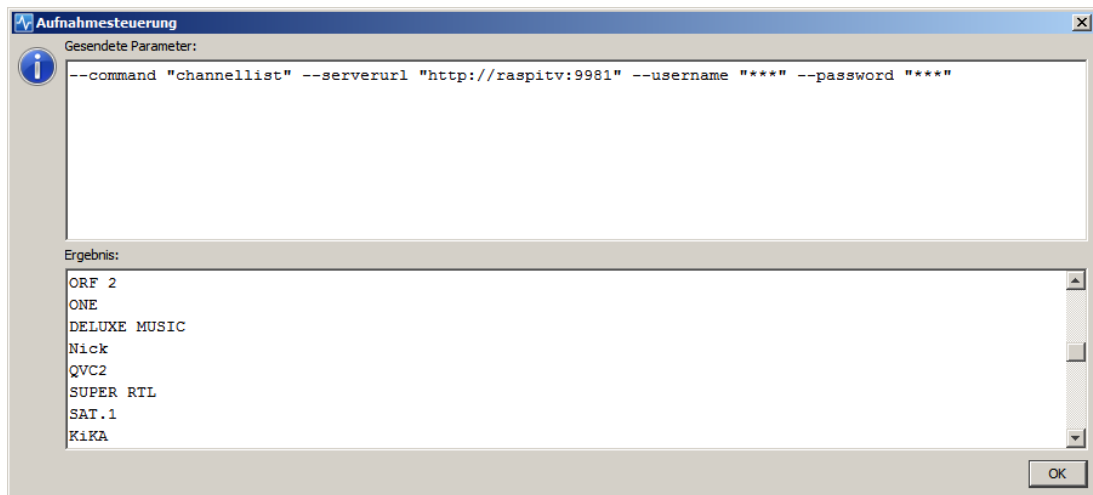 Aufnahmesteuerung
Gesendete Parameter:
--command "channellist" --serverurl "http://raspitv:9981" --username "***" --password "***"
Ergebnis:
ORF 2
ONE
DELUXE MUSIC
Nick
QVC2
SUPER RTL
SAT.1
KiKA
OK